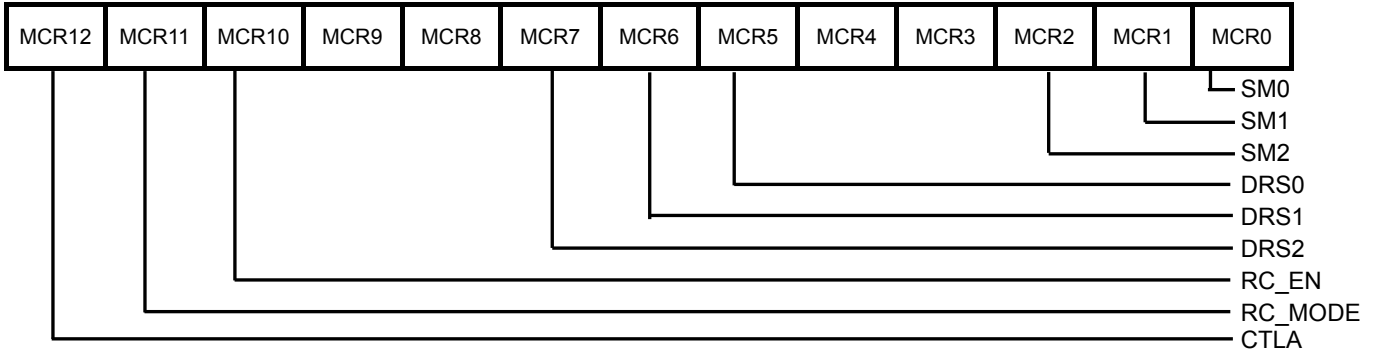 MCR12 MCR11 MCR10 MCR9 MCR8 MCR7 MCR6 MCR5 MCR4 MCR3 MCR2 MCR1 MCR0
SM0
SM1
SM2
DRS0
DRS1
DRS2
RC_EN
RC_MODE
CTLA